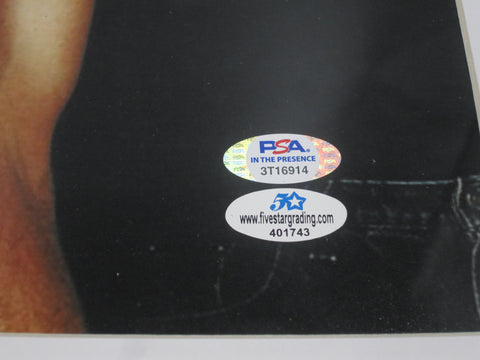 PSA
IN THE PRESENCE
3T16914
5
www.fivestargrading.com
401743